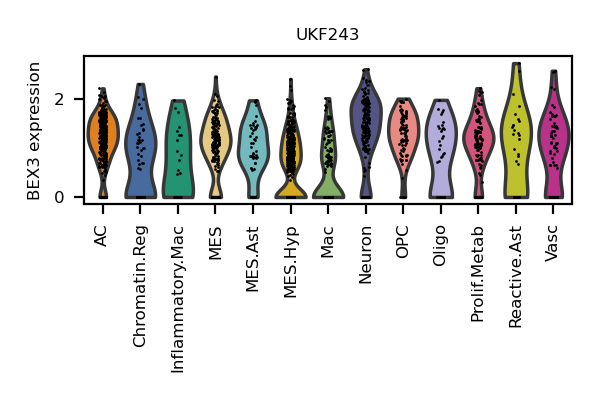 UKF243
BEX3 expression
2
0
AC
Chromatin.Reg
Inflammatory.Mac
MES
MES.Ast
MES.Hyp
Mac
Neuron
OPC
Oligo
Prolif.Metab
Reactive.Ast
Vasc